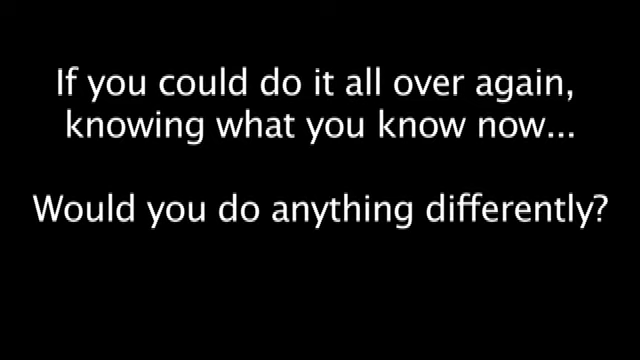 If you could do it all over again,
knowing what you know now...
Would you do anything differently?